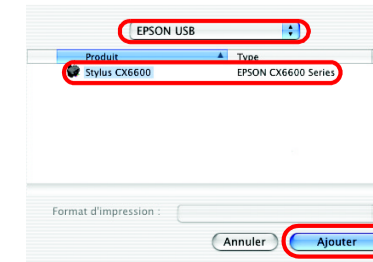 EPSON USB
Produit Type
Stylus CX6600 EPSON CX6600 Series
Format d'impression :
Annuler Ajouter